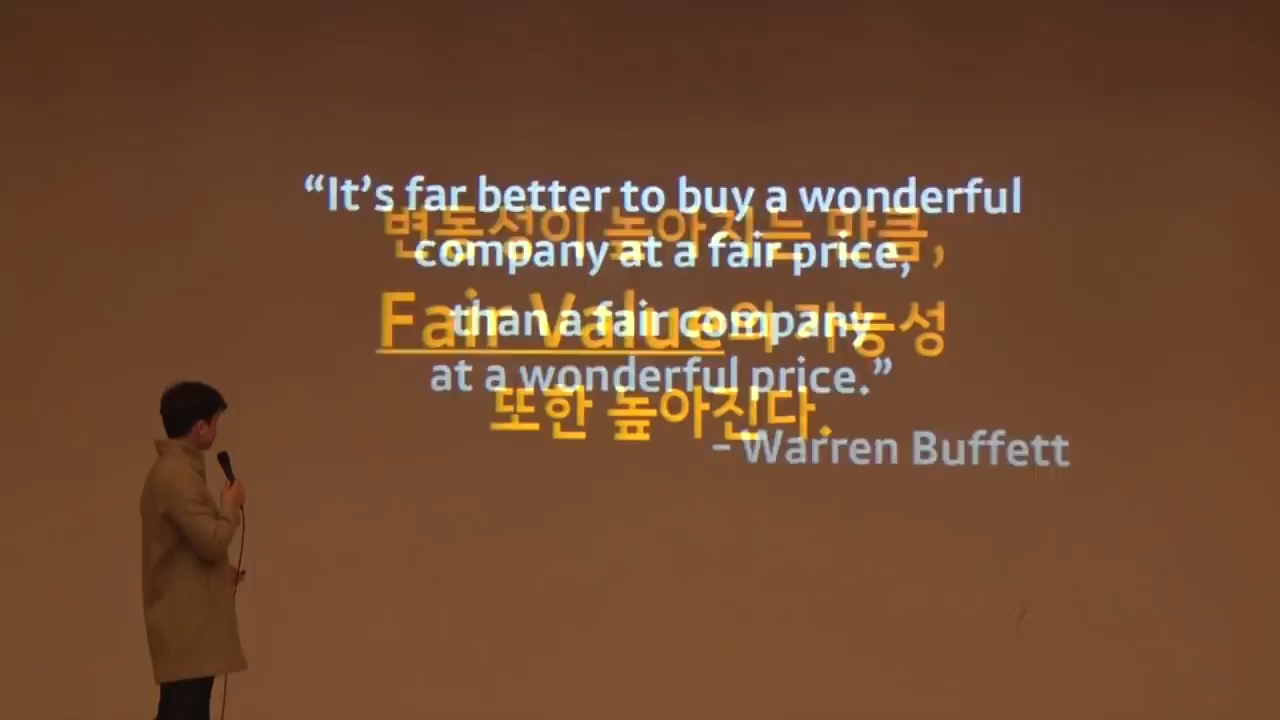 “It’s far better to buy a wonderful
company at a fair price,
than a fair company
at a wonderful price.”
– Warren Buffett
변동성이 높아지는 만큼,
Fair Value의 가능성
또한 높아진다.